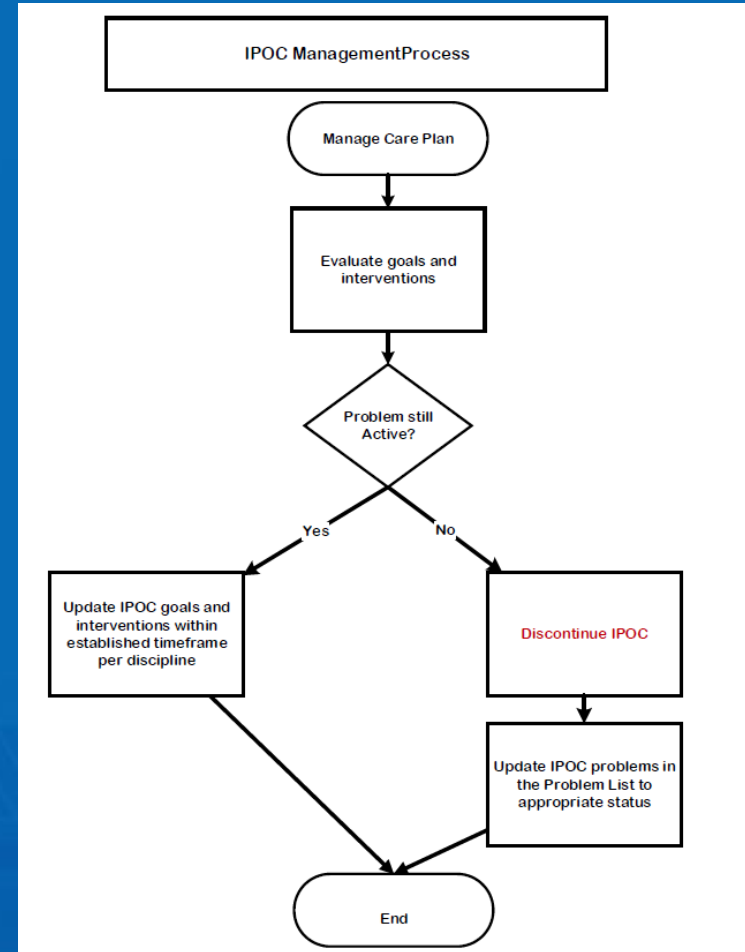 IPOC ManagementProcess
Manage Care Plan
Evaluate goals and
interventions
Problem still
Active?
Yes
No
Update IPOC goals and
interventions within
established timeframe
per discipline
Discontinue IPOC
Update IPOC problems in
the Problem List to
appropriate status
End